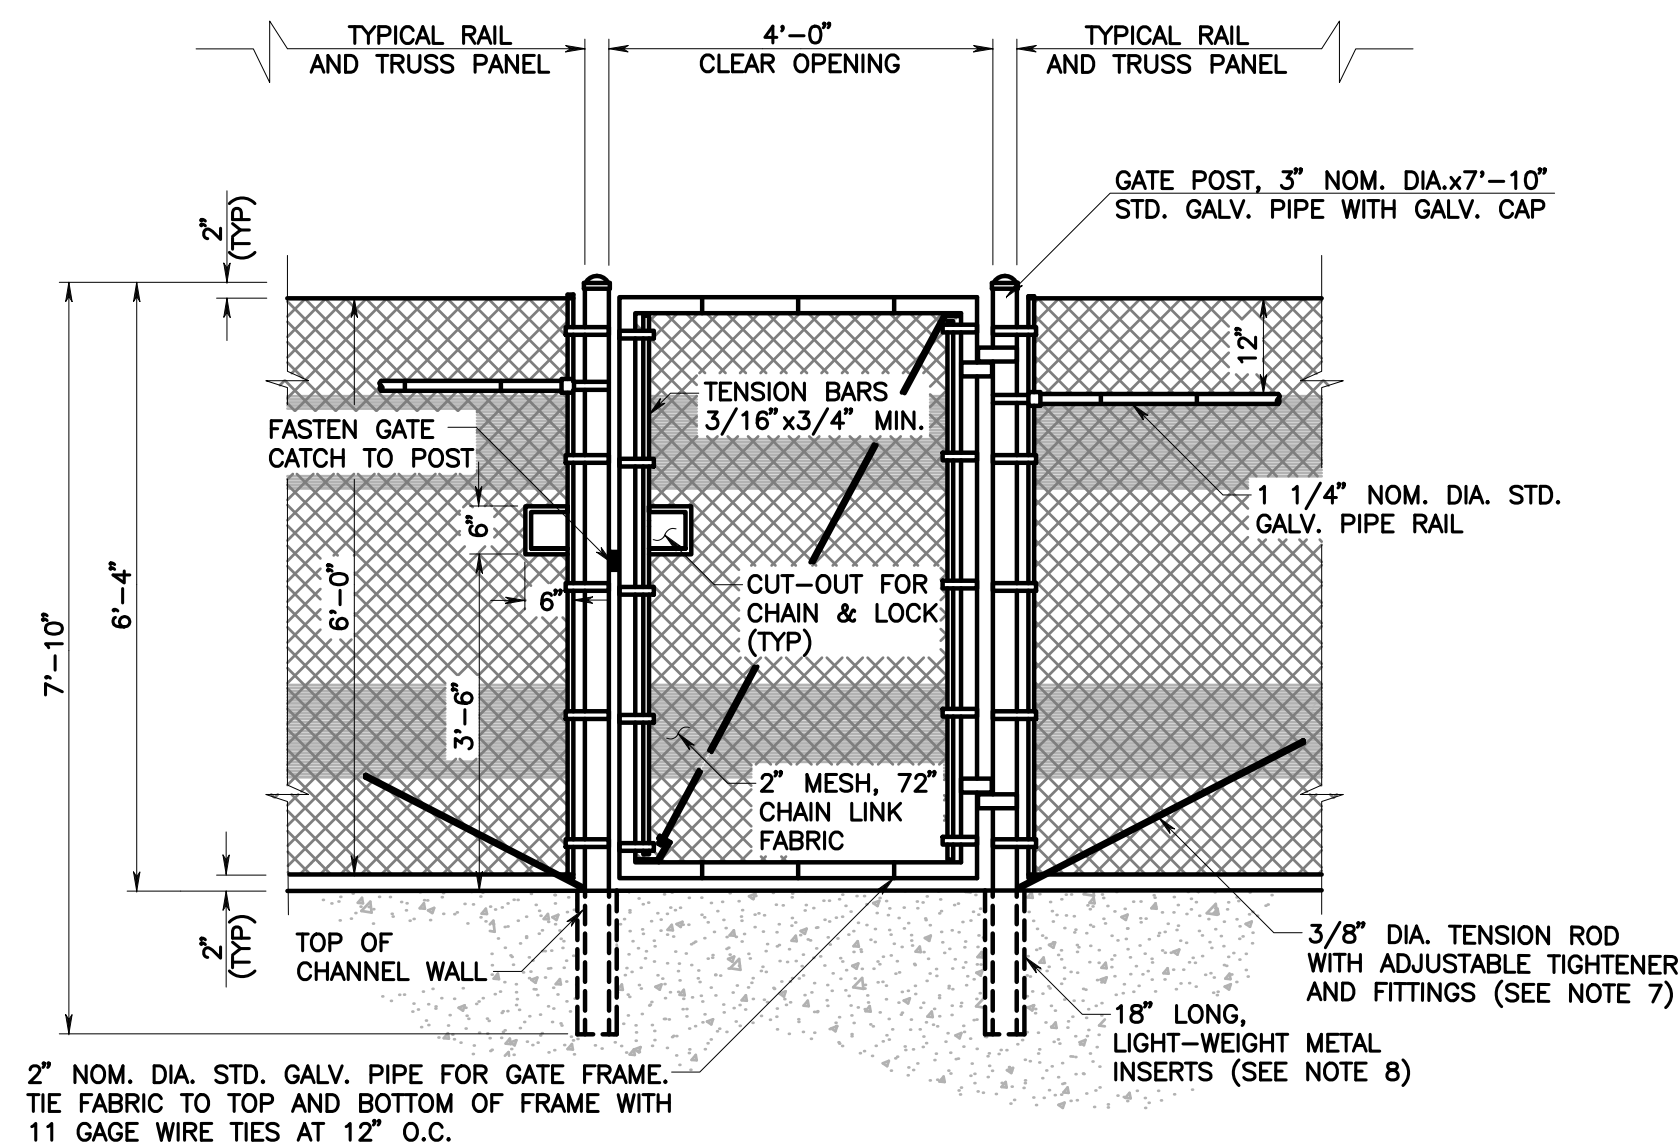 TYPICAL RAIL
AND TRUSS PANEL
4'-0"
CLEAR OPENING
TYPICAL RAIL
AND TRUSS PANEL
GATE POST, 3" NOM. DIA.x7'-10"
STD. GALV. PIPE WITH GALV. CAP
2"
(TYP)
12"
TENSION BARS
3/16"x3/4" MIN.
FASTEN GATE
CATCH TO POST
1 1/4" NOM. DIA. STD.
GALV. PIPE RAIL
6"
6"
CUT-OUT FOR
CHAIN & LOCK
(TYP)
6'-0"
6'-4"
7'-10"
3'-6"
2" MESH, 72"
CHAIN LINK
FABRIC
2"
(TYP)
TOP OF
CHANNEL WALL
3/8" DIA. TENSION ROD
WITH ADJUSTABLE TIGHTENER
AND FITTINGS (SEE NOTE 7)
18" LONG,
LIGHT-WEIGHT METAL
INSERTS (SEE NOTE 8)
2" NOM. DIA. STD. GALV. PIPE FOR GATE FRAME.
TIE FABRIC TO TOP AND BOTTOM OF FRAME WITH
11 GAGE WIRE TIES AT 12" O.C.